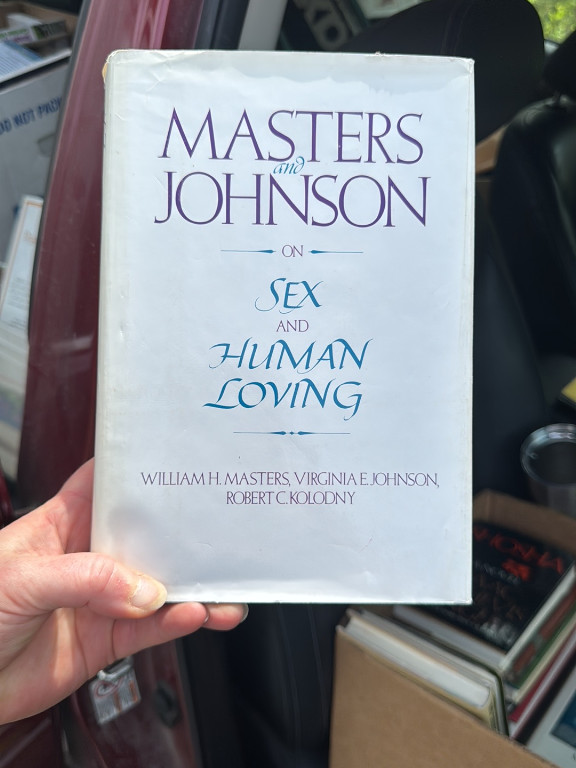 MASTERS
and
JOHNSON
ON
SEX
AND
HUMAN
LOVING
WILLIAM H. MASTERS, VIRGINIA E. JOHNSON,
ROBERT C. KOLODNY